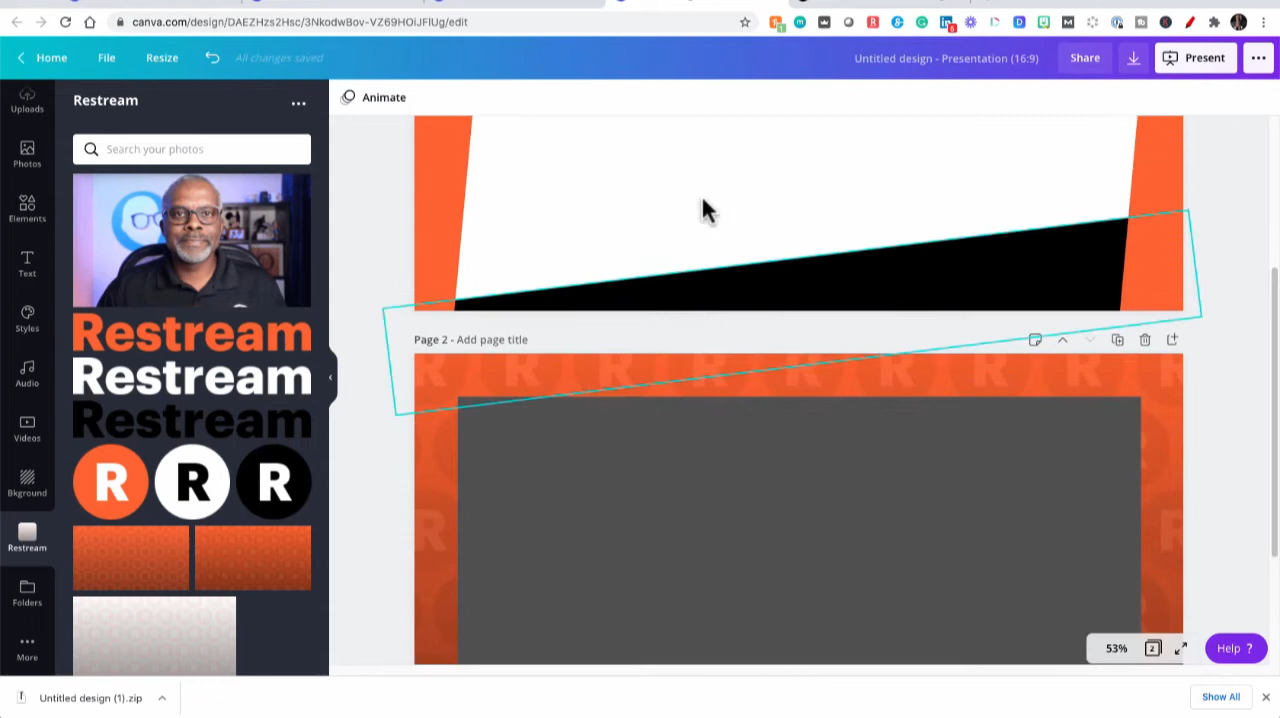 canva.com/design/DAEZHzs2Hsc/3NkodwBov-VZ69HOiJFlUg/edit
Home
File
Resize
All changes saved
Untitled design - Presentation (16:9)
Share
Present
Uploads
Photos
Elements
Text
Styles
Audio
Videos
Bkground
Restream
Folders
More
Restream
Search your photos
Restream
Restream
Restream
R R R
Animate
Page 2 - Add page title
R
R
53%
2
Help ?
Untitled design (1).zip
Show All